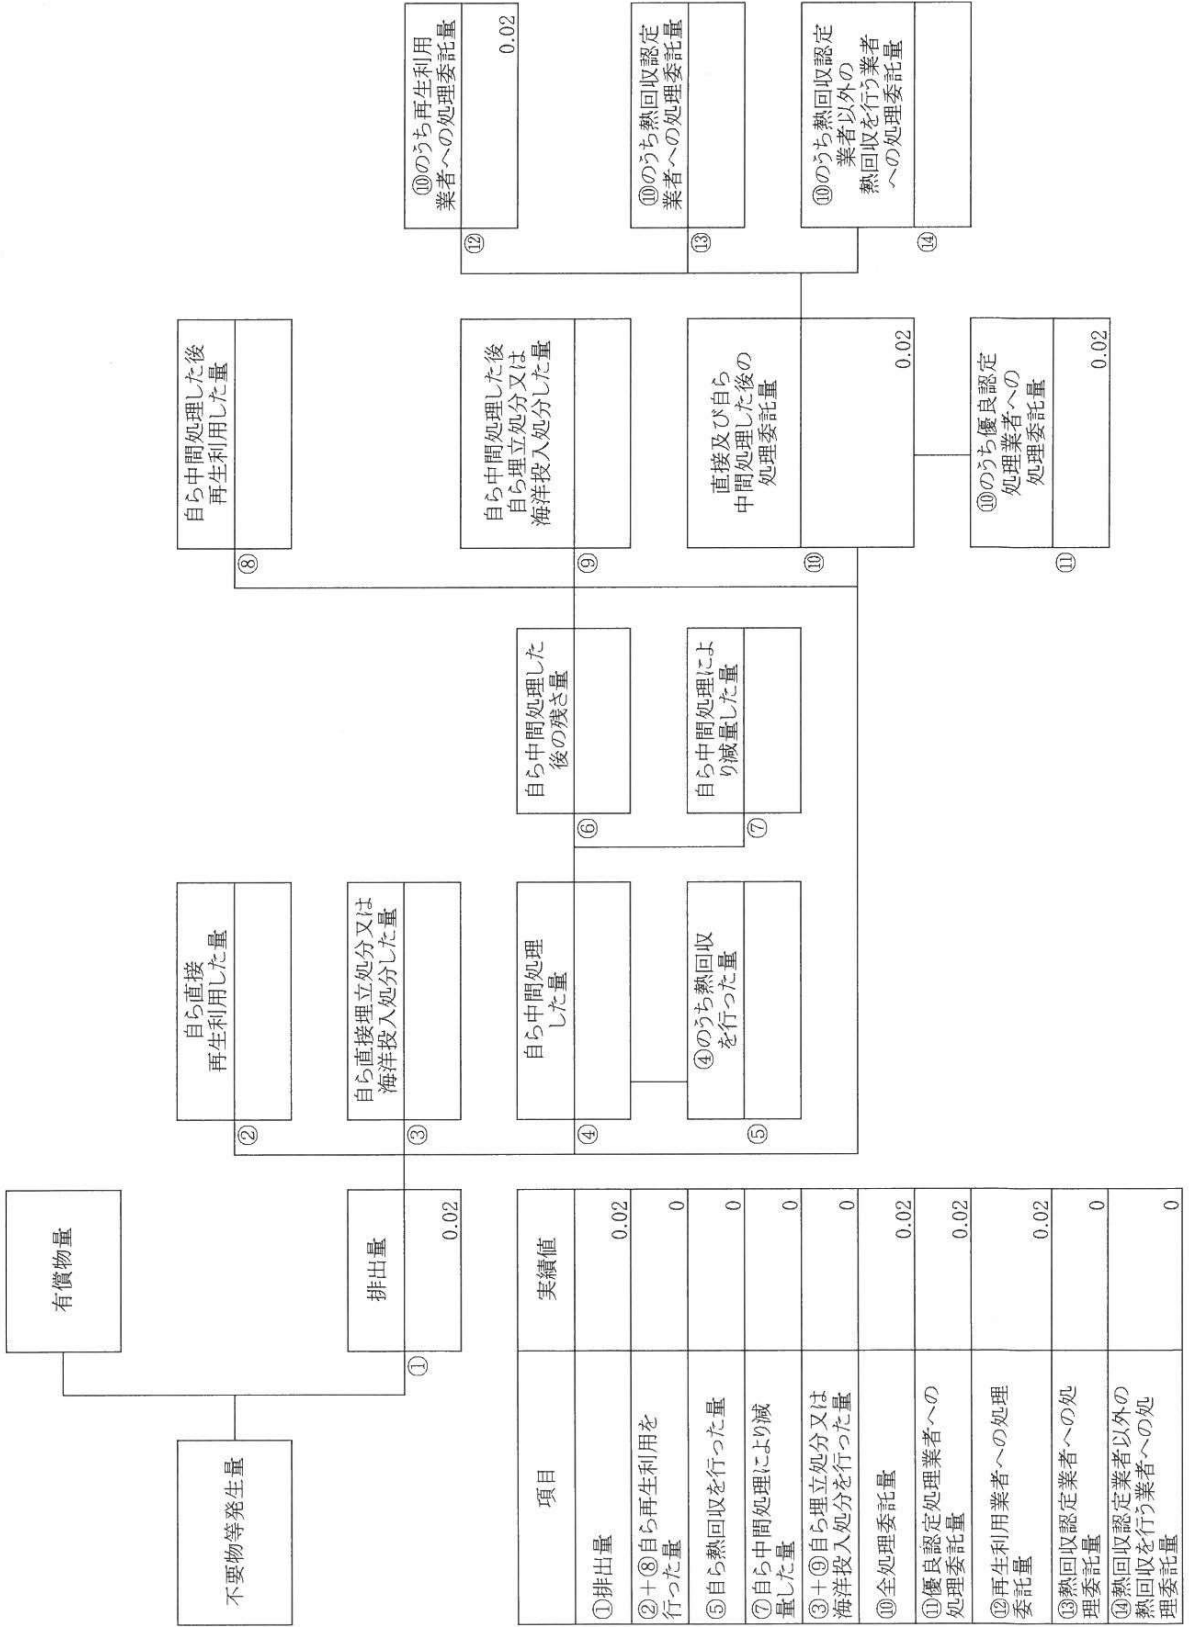 不要物等発生量
有償物量
①
排出量
0.02
②
自ら直接
再生利用した量
③
自ら直接埋立処分又は
海洋投入処分した量
④
自ら中間処理
した量
⑤
④のうち熱回収
を行った量
⑥
自ら中間処理した
後の残さ量
⑦
自ら中間処理によ
り減量した量
⑧
自ら中間処理した後
再生利用した量
⑨
自ら中間処理した後
自ら埋立処分又は
海洋投入処分した量
⑩
直接及び自ら
中間処理した後の
処理委託量
0.02
⑪
⑩のうち優良認定
処理業者への
処理委託量
0.02
⑫
⑩のうち再生利用
業者への処理委託量
0.02
⑬
⑩のうち熱回収認定
業者への処理委託量
⑭
⑩のうち熱回収認定
業者以外の
熱回収を行う業者
への処理委託量
項目 実績値
①排出量 0.02
②+⑧自ら再生利用を
行った量 0
⑤自ら熱回収を行った量 0
⑦自ら中間処理により減
量した量 0
③+⑨自ら埋立処分又は
海洋投入処分を行った量 0
⑩全処理委託量 0.02
⑪優良認定処理業者への
処理委託量 0.02
⑫再生利用業者への処理
委託量 0.02
⑬熱回収認定業者への処
理委託量 0
⑭熱回収認定業者以外の
熱回収を行う業者への処
理委託量 0